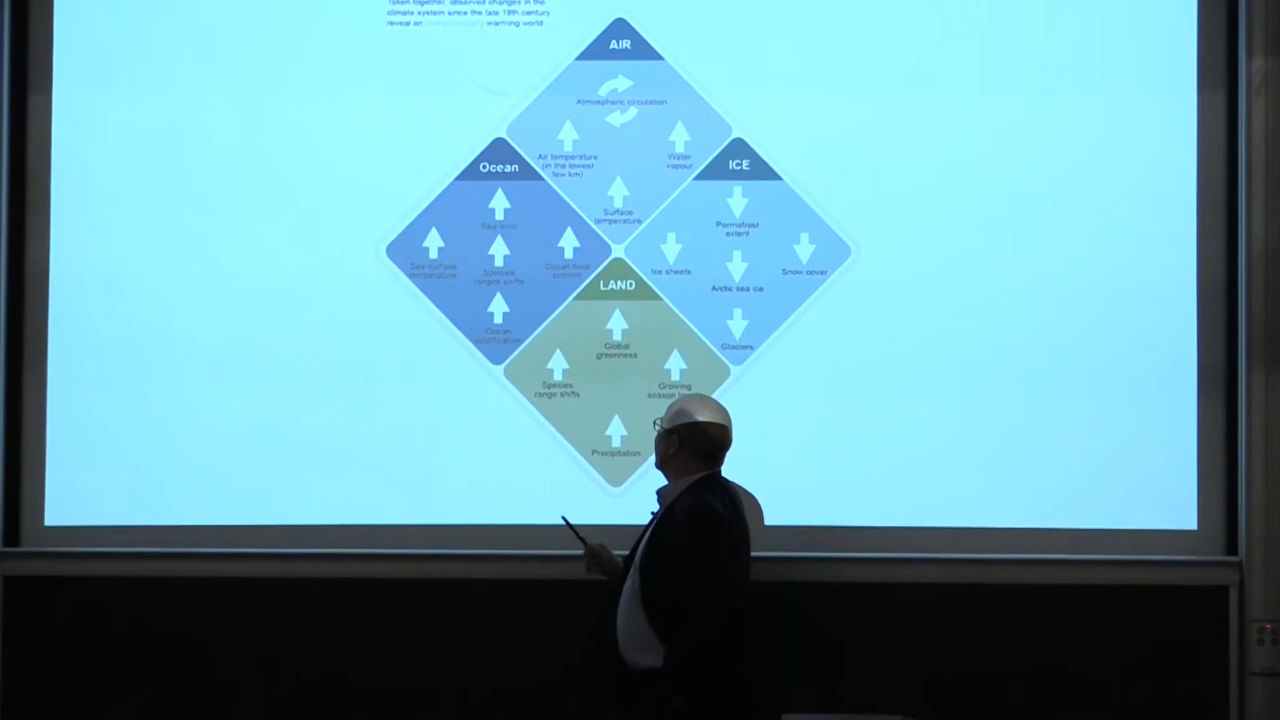 Taken together, observed changes in the
climate system since the late 19th century
reveal an warming world
AIR
Atmospheric circulation
Air temperature
(in the lowest
few km)
Water
vapour
Surface
temperature
Ocean
Sea level
Sea surface
temperature
Species
ranges shifts
Ocean heat
content
Ocean
acidification
ICE
Permafrost
extent
Ice sheets
Snow cover
Arctic sea ice
Glaciers
LAND
Global
greenness
Species
range shifts
Growing
season
Precipitation